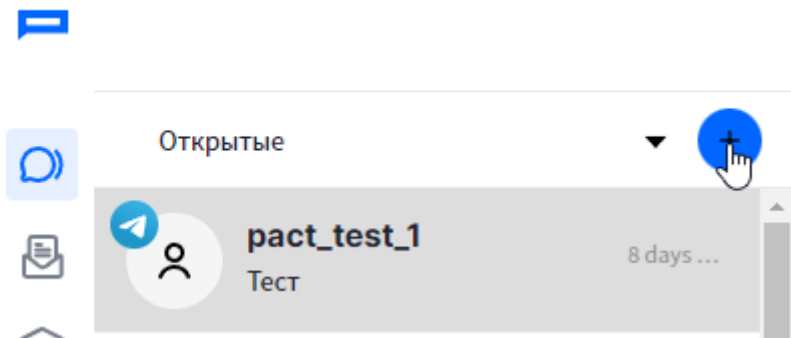 Открытые
+
pact_test_1
Тест
8 days ...